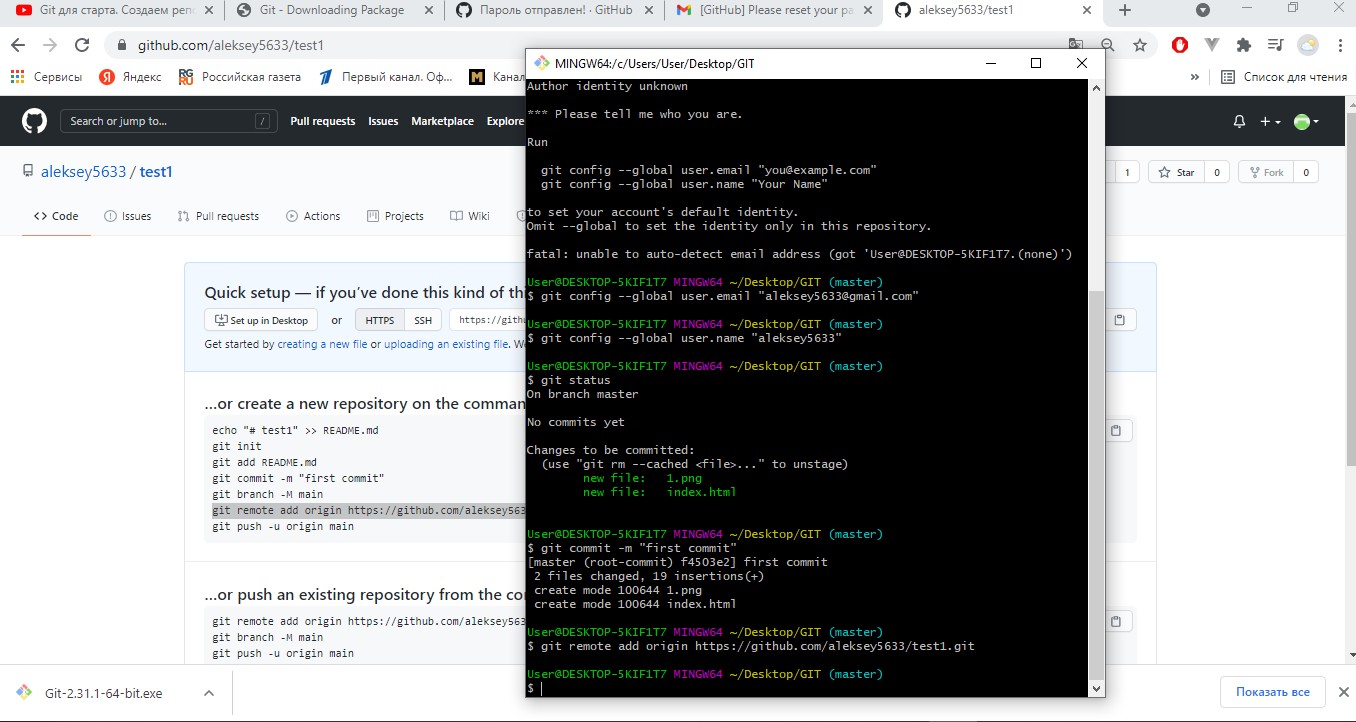 Git для старта. Создаем реп
Git - Downloading Package
Пароль отправлен! · GitHub
[GitHub] Please reset your pa
aleksey5633/test1
github.com/aleksey5633/test1
Сервисы
Яндекс
Российская газета
Первый канал. Оф...
Кана
»
Список для чтения
MINGW64:/c/Users/User/Desktop/GIT
Search or jump to...
/
Pull requests
Issues
Marketplace
Explore
aleksey5633 / test1
1
Star
0
Fork
0
Code
Issues
Pull requests
Actions
Projects
Wiki
Quick setup — if you've done this kind of th
Set up in Desktop
or
HTTPS
SSH
https://gith
Get started by creating a new file or uploading an existing file. W
...or create a new repository on the comman
echo "# test1" >> README.md
git init
git add README.md
git commit -m "first commit"
git branch -M main
git remote add origin https://github.com/aleksey563
git push -u origin main
...or push an existing repository from the co
git remote add origin https://github.com/aleksey563
git branch -M main
git push -u origin main
Author identity unknown
*** Please tell me who you are.
Run
git config --global user.email "you@example.com"
git config --global user.name "Your Name"
to set your account's default identity.
Omit --global to set the identity only in this repository.
fatal: unable to auto-detect email address (got 'User@DESKTOP-5KIF1T7.(none)')
User@DESKTOP-5KIF1T7 MINGW64 ~/Desktop/GIT (master)
$ git config --global user.email "aleksey5633@gmail.com"
User@DESKTOP-5KIF1T7 MINGW64 ~/Desktop/GIT (master)
$ git config --global user.name "aleksey5633"
User@DESKTOP-5KIF1T7 MINGW64 ~/Desktop/GIT (master)
$ git status
On branch master
No commits yet
Changes to be committed:
(use "git rm --cached <file>..." to unstage)
new file: 1.png
new file: index.html
User@DESKTOP-5KIF1T7 MINGW64 ~/Desktop/GIT (master)
$ git commit -m "first commit"
[master (root-commit) f4503e2] first commit
2 files changed, 19 insertions(+)
create mode 100644 1.png
create mode 100644 index.html
User@DESKTOP-5KIF1T7 MINGW64 ~/Desktop/GIT (master)
$ git remote add origin https://github.com/aleksey5633/test1.git
User@DESKTOP-5KIF1T7 MINGW64 ~/Desktop/GIT (master)
$
Git-2.31.1-64-bit.exe
Показать все